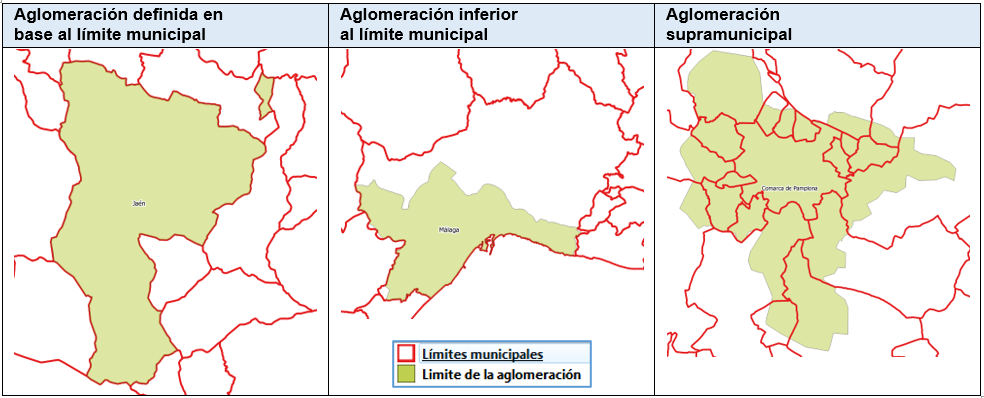 Aglomeración definida en
base al límite municipal
Aglomeración inferior
al límite municipal
Aglomeración
supramunicipal
Jaén
Málaga
Comarca de Pamplona
Límites municipales
Limite de la aglomeración